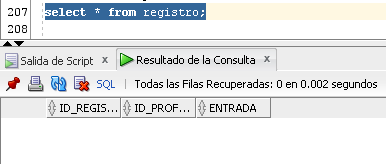 207 select * from registro;
208
Salida de Script x Resultado de la Consulta x
SQL | Todas las Filas Recuperadas: 0 en 0.002 segundos
ID_REGIS... ID_PROF... ENTRADA